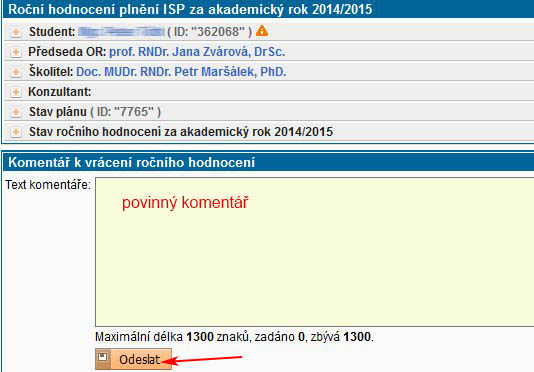 Roční hodnocení plnění ISP za akademický rok 2014/2015
Student: ( ID: "362068" )
Předseda OR: prof. RNDr. Jana Zvárová, DrSc.
Školitel: Doc. MUDr. RNDr. Petr Maršálek, PhD.
Konzultant:
Stav plánu ( ID: "7765" )
Stav ročního hodnocení za akademický rok 2014/2015
Komentář k vrácení ročního hodnocení
Text komentáře:
povinný komentář
Maximální délka 1300 znaků, zadáno 0, zbývá 1300.
Odeslat